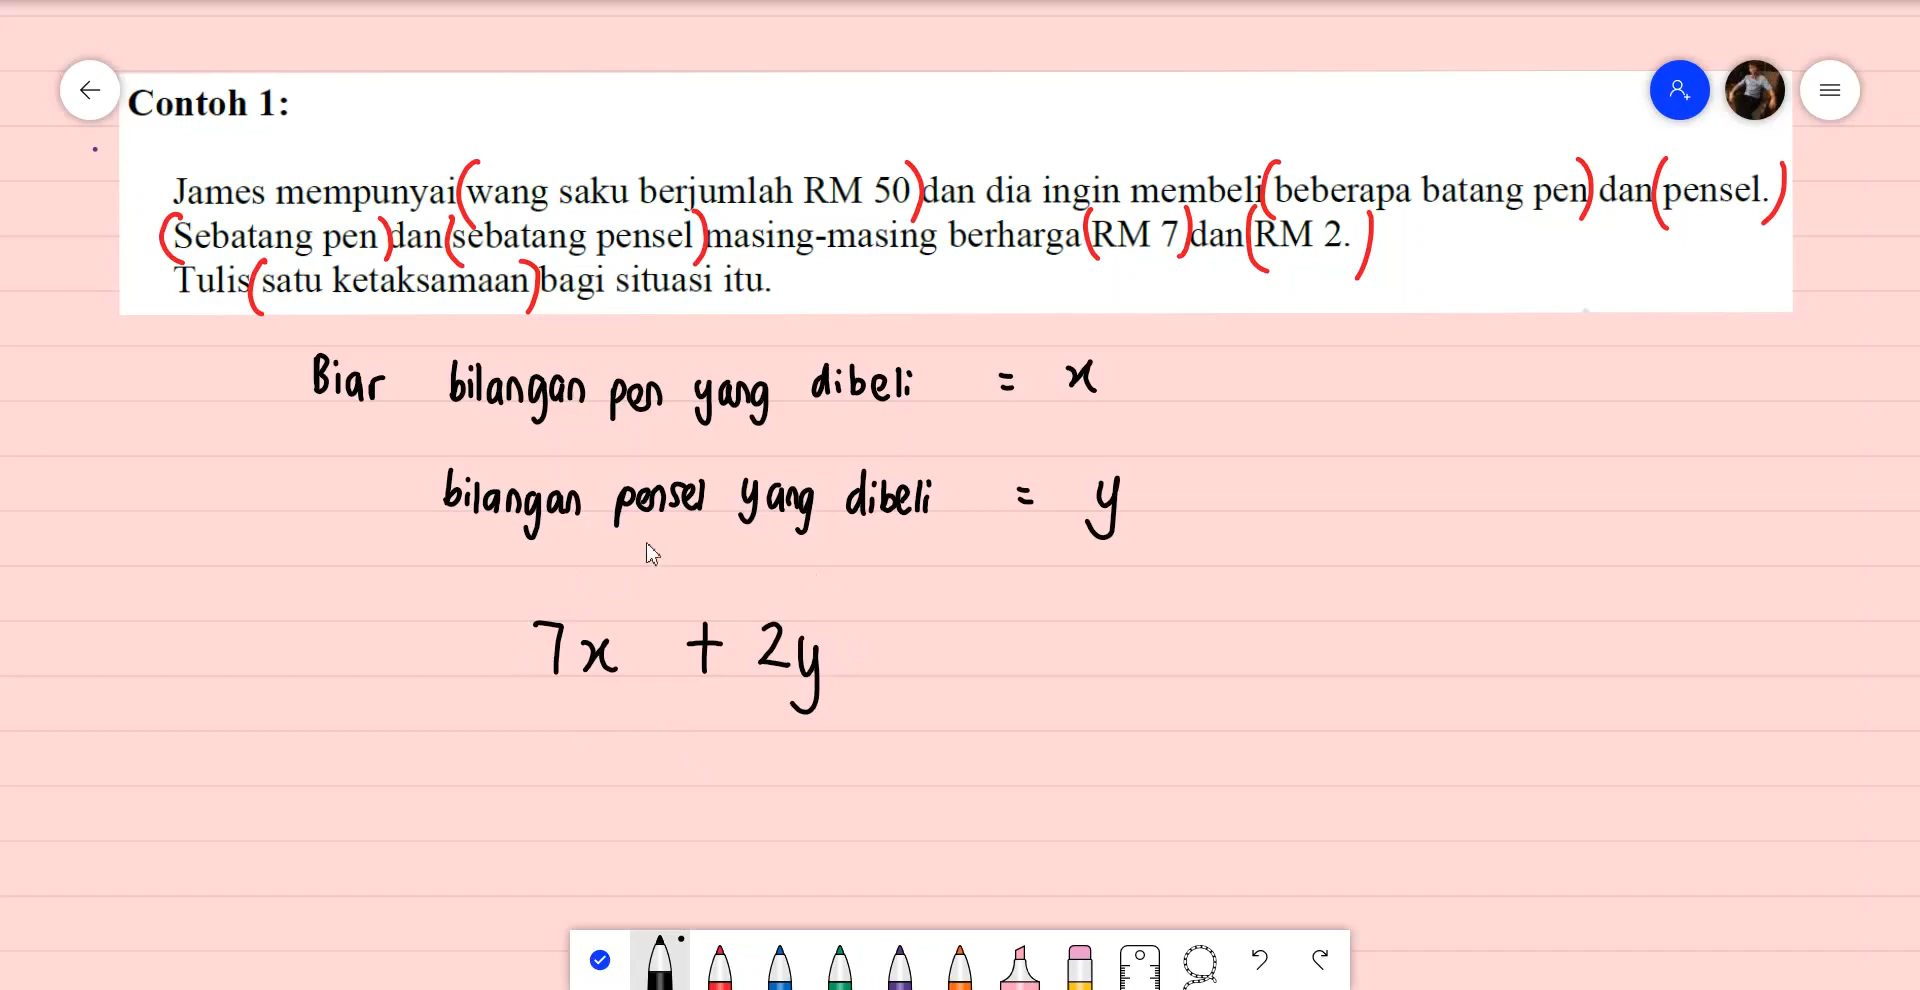 Contoh 1:
James mempunyai (wang saku berjumlah RM 50) dan dia ingin membeli (beberapa batang pen) dan (pensel.)
(Sebatang pen) dan (sebatang pensel) masing-masing berharga (RM 7) dan (RM 2.)
Tulis (satu ketaksamaan) bagi situasi itu.
Biar bilangan pen yang dibeli = x
bilangan pensel yang dibeli = y
7x + 2y